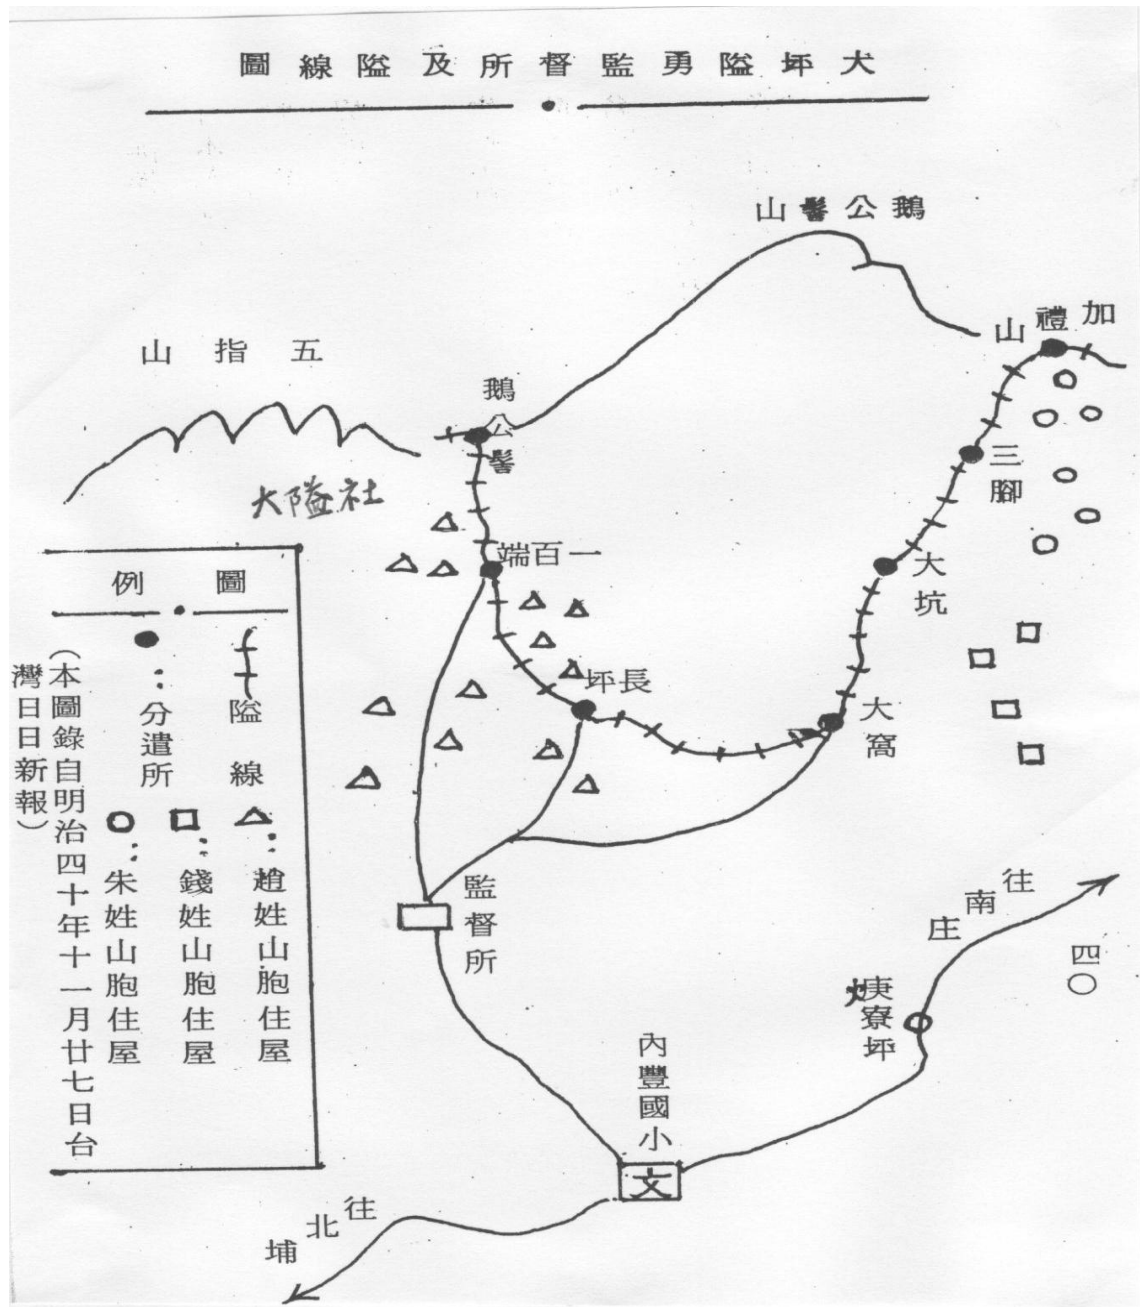 大坪隘勇監督所及隘線圖
鵝公髻山
加禮山
五指山
鵝公髻
三腳
大隘社
一百端
大坑
長坪
大窩
圖例
隘線
分遣所
趙姓山胞住屋
錢姓山胞住屋
朱姓山胞住屋
(本圖錄自明治四十年十一月廿七日台
灣日日新報)
監督所
往南庄
四〇
庚寮坪
內豐國小
文
往北埔